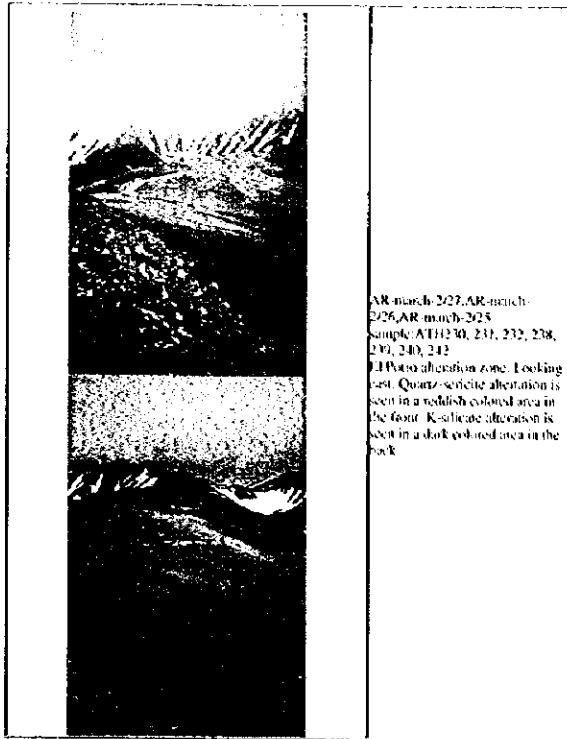 AR-march-2/27,AR-march-
2/26,AR-march-2/25
sample:ATH230, 231, 232, 238,
239, 240, 242
alteration zone. Looking
east. Quartz-sericite alteration is
seen in a reddish colored area in
the front. K-silicate alteration is
seen in a dark colored area in the
back